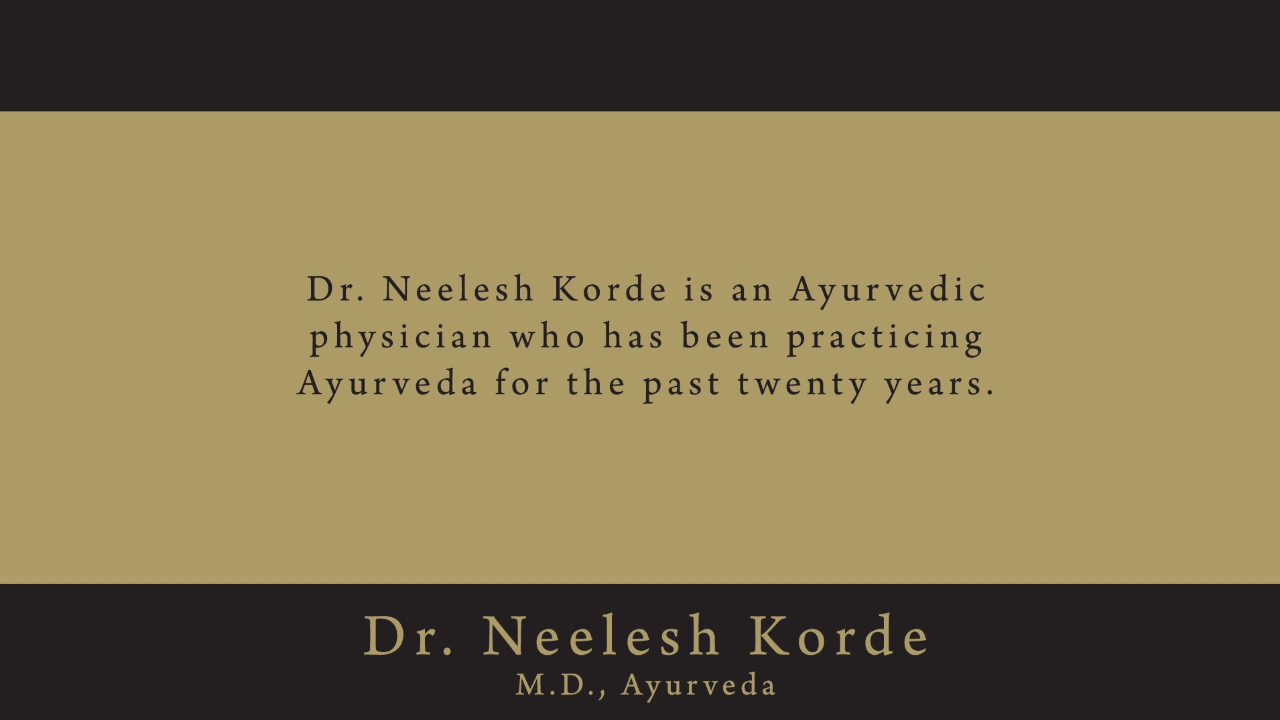 Dr. Neelesh Korde is an Ayurvedic
physician who has been practicing
Ayurveda for the past twenty years.
Dr. Neelesh Korde
M.D., Ayurveda